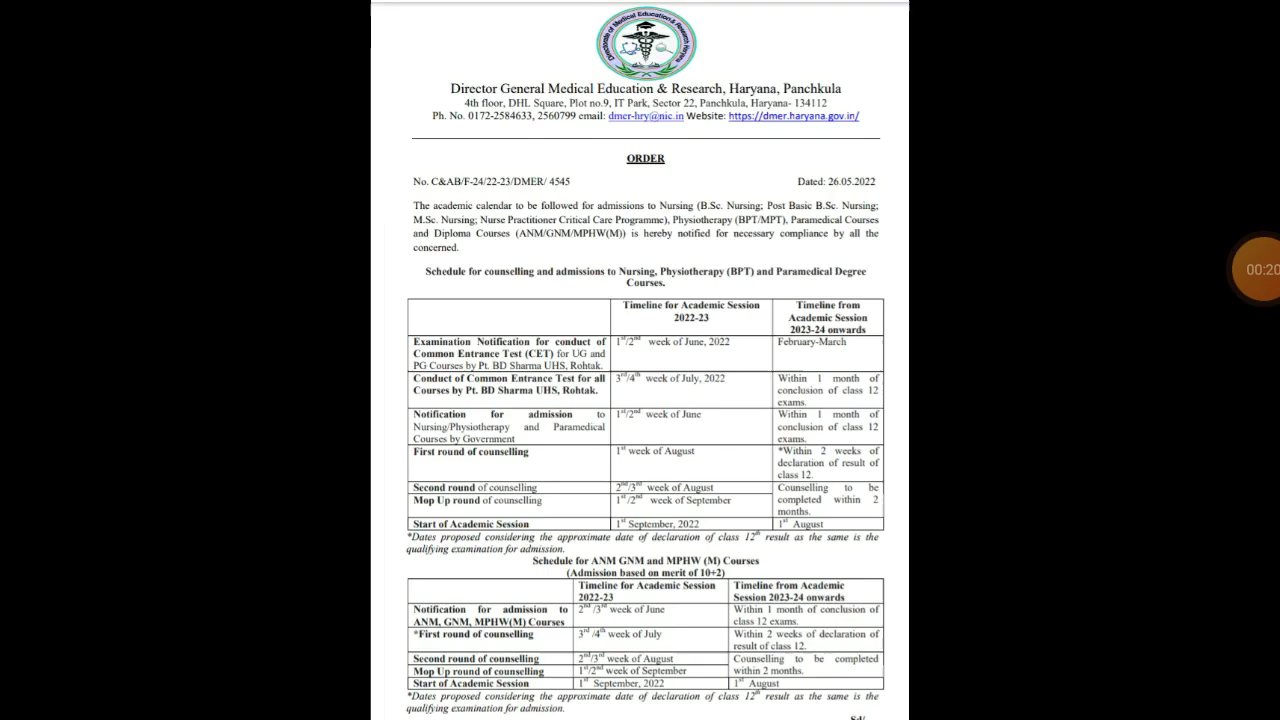 Directorate of Medical Education & Research Haryana
Director General Medical Education & Research, Haryana, Panchkula
4th floor, DHL Square, Plot no.9, IT Park, Sector 22, Panchkula, Haryana- 134112
Ph. No. 0172-2584633, 2560799 email: dmer-hry@nic.in Website: https://dmer.haryana.gov.in/
ORDER
No. C&AB/F-24/22-23/DMER/ 4545 Dated: 26.05.2022
The academic calendar to be followed for admissions to Nursing (B.Sc. Nursing; Post Basic B.Sc. Nursing;
M.Sc. Nursing; Nurse Practitioner Critical Care Programme), Physiotherapy (BPT/MPT), Paramedical Courses
and Diploma Courses (ANM/GNM/MPHW(M)) is hereby notified for necessary compliance by all the
concerned.
Schedule for counselling and admissions to Nursing, Physiotherapy (BPT) and Paramedical Degree
Courses.
Timeline for Academic Session
2022-23
Timeline from
Academic Session
2023-24 onwards
Examination Notification for conduct of
Common Entrance Test (CET) for UG and
PG Courses by Pt. BD Sharma UHS, Rohtak.
1st/2nd week of June, 2022
February-March
Conduct of Common Entrance Test for all
Courses by Pt. BD Sharma UHS, Rohtak.
3rd/4th week of July, 2022
Within 1 month of
conclusion of class 12
exams.
Notification for admission to
Nursing/Physiotherapy and Paramedical
Courses by Government
1st/2nd week of June
Within 1 month of
conclusion of class 12
exams.
First round of counselling
1st week of August
*Within 2 weeks of
declaration of result of
class 12.
Second round of counselling
2nd/3rd week of August
Mop Up round of counselling
1st/2nd week of September
Counselling to be
completed within 2
months.
Start of Academic Session
1st September, 2022
1st August
*Dates proposed considering the approximate date of declaration of class 12th result as the same is the
qualifying examination for admission.
Schedule for ANM GNM and MPHW (M) Courses
(Admission based on merit of 10+2)
Timeline for Academic Session
2022-23
Timeline from Academic
Session 2023-24 onwards
Notification for admission to
ANM, GNM, MPHW(M) Courses
2nd /3rd week of June
Within 1 month of conclusion of
class 12 exams.
*First round of counselling
3rd /4th week of July
Within 2 weeks of declaration of
result of class 12.
Second round of counselling
2nd/3rd week of August
Mop Up round of counselling
1st/2nd week of September
Counselling to be completed
within 2 months.
Start of Academic Session
1st September, 2022
1st August
*Dates proposed considering the approximate date of declaration of class 12th result as the same is the
qualifying examination for admission.
Sd/
00:20